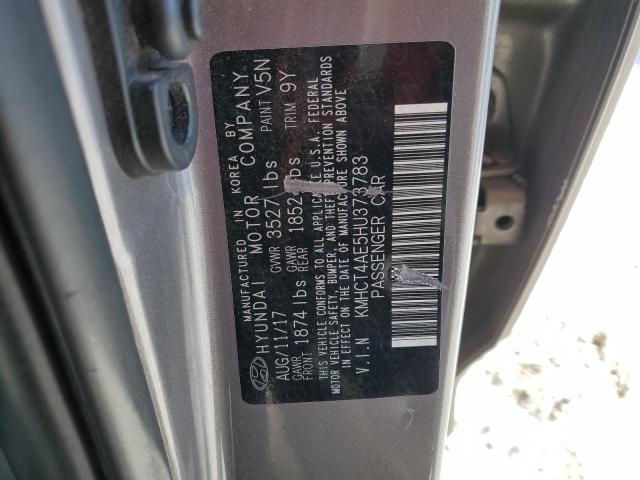 MANUFACTURED IN KOREA BY
HYUNDAI MOTOR COMPANY
AUG/11/17 GVWR 3527 lbs PAINT V5N
GAWR FRONT 1874 lbs GAWR REAR 1852 lbs TRIM 9Y
THIS VEHICLE CONFORMS TO ALL APPLICABLE U.S.A. FEDERAL
MOTOR VEHICLE SAFETY, BUMPER, AND THEFT PREVENTION STANDARDS
IN EFFECT ON THE DATE OF MANUFACTURE SHOWN ABOVE
V.I.N KMHCT4AE5HU373783
PASSENGER CAR